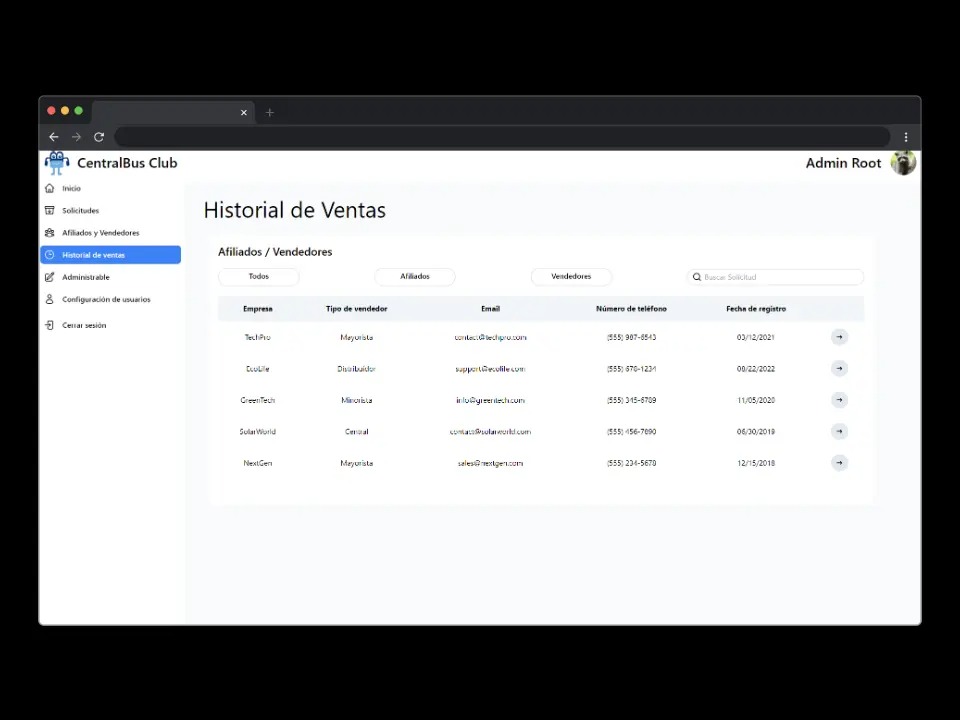 CentralBus Club
Admin Root
Inicio
Solicitudes
Afiliados y Vendedores
Historial de ventas
Administrable
Configuración de usuarios
Cerrar sesión
Historial de Ventas
Afiliados / Vendedores
Todos Afiliados Vendedores Buscar Solicitud
Empresa Tipo de vendedor Email Número de teléfono Fecha de registro
TechPro Mayorista contact@techpro.com (555) 987-6543 03/12/2021
EcoLife Distribuidor support@ecolife.com (555) 678-1234 08/22/2022
GreenTech Minorista info@greentech.com (555) 345-6789 11/05/2020
SolarWorld Central contact@solarworld.com (555) 456-7890 06/30/2019
NextGen Mayorista sales@nextgen.com (555) 234-5678 12/15/2018